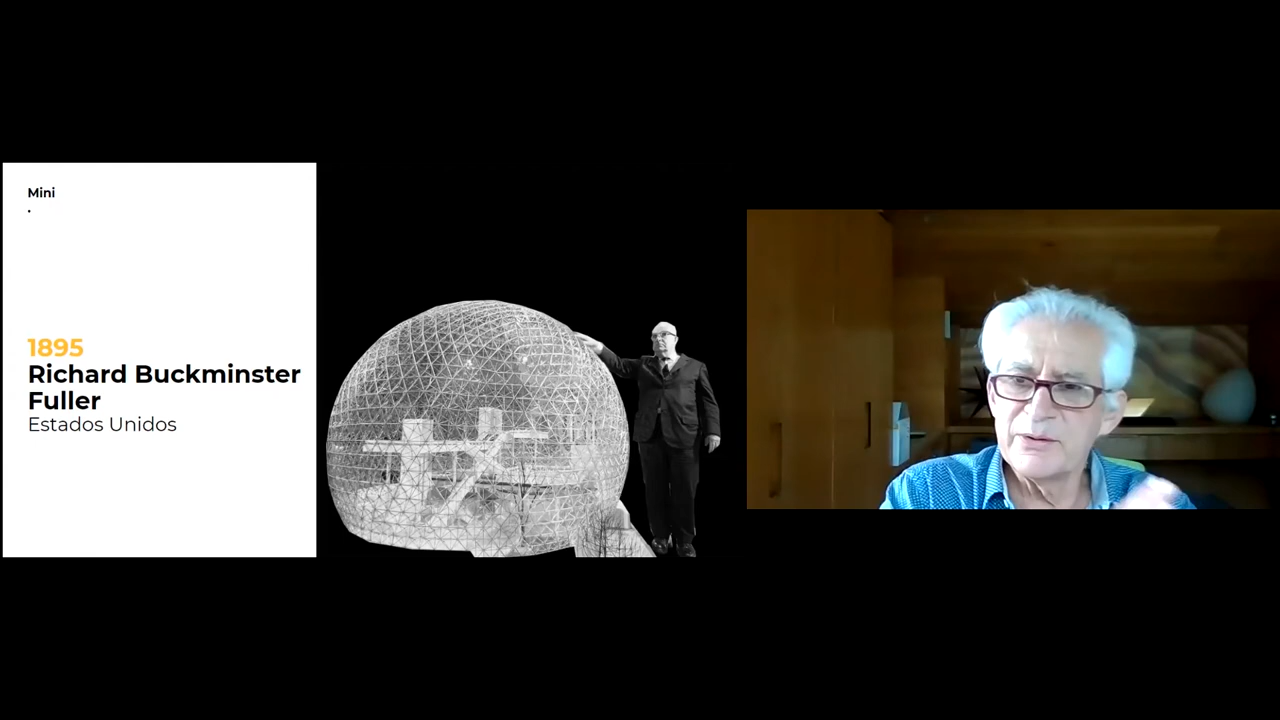 Mini
.
1895
Richard Buckminster
Fuller
Estados Unidos